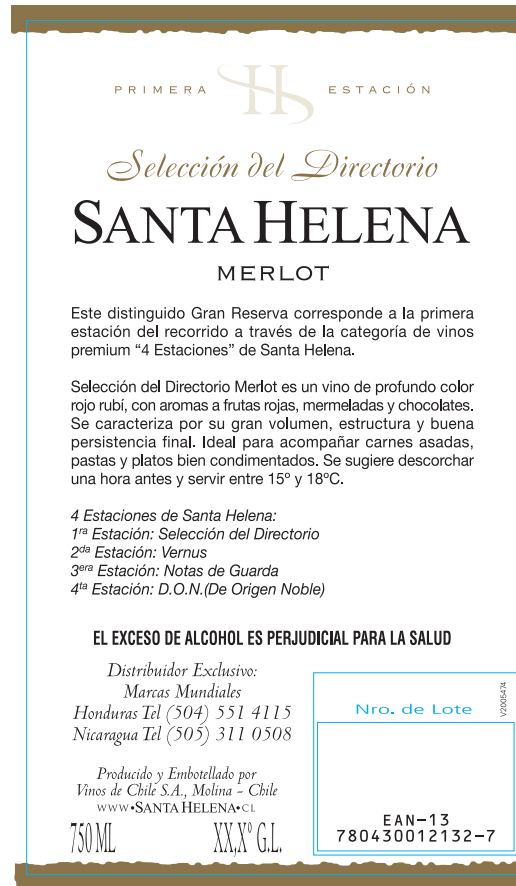 PRIMERA H ESTACIÓN
Selección del Directorio
SANTA HELENA
MERLOT
Este distinguido Gran Reserva corresponde a la primera
estación del recorrido a través de la categoría de vinos
premium “4 Estaciones” de Santa Helena.
Selección del Directorio Merlot es un vino de profundo color
rojo rubí, con aromas a frutas rojas, mermeladas y chocolates.
Se caracteriza por su gran volumen, estructura y buena
persistencia final. Ideal para acompañar carnes asadas,
pastas y platos bien condimentados. Se sugiere descorchar
una hora antes y servir entre 15º y 18ºC.
4 Estaciones de Santa Helena:
1ra Estación: Selección del Directorio
2da Estación: Vernus
3era Estación: Notas de Guarda
4ta Estación: D.O.N.(De Origen Noble)
EL EXCESO DE ALCOHOL ES PERJUDICIAL PARA LA SALUD
Distribuidor Exclusivo:
Marcas Mundiales
Honduras Tel (504) 551 4115
Nicaragua Tel (505) 311 0508
Producido y Embotellado por
Vinos de Chile S.A., Molina - Chile
WWW•SANTA HELENA•CL
750 ML XX,Xº G.L.
Nro. de Lote
V2005474
EAN-13
780430012132-7